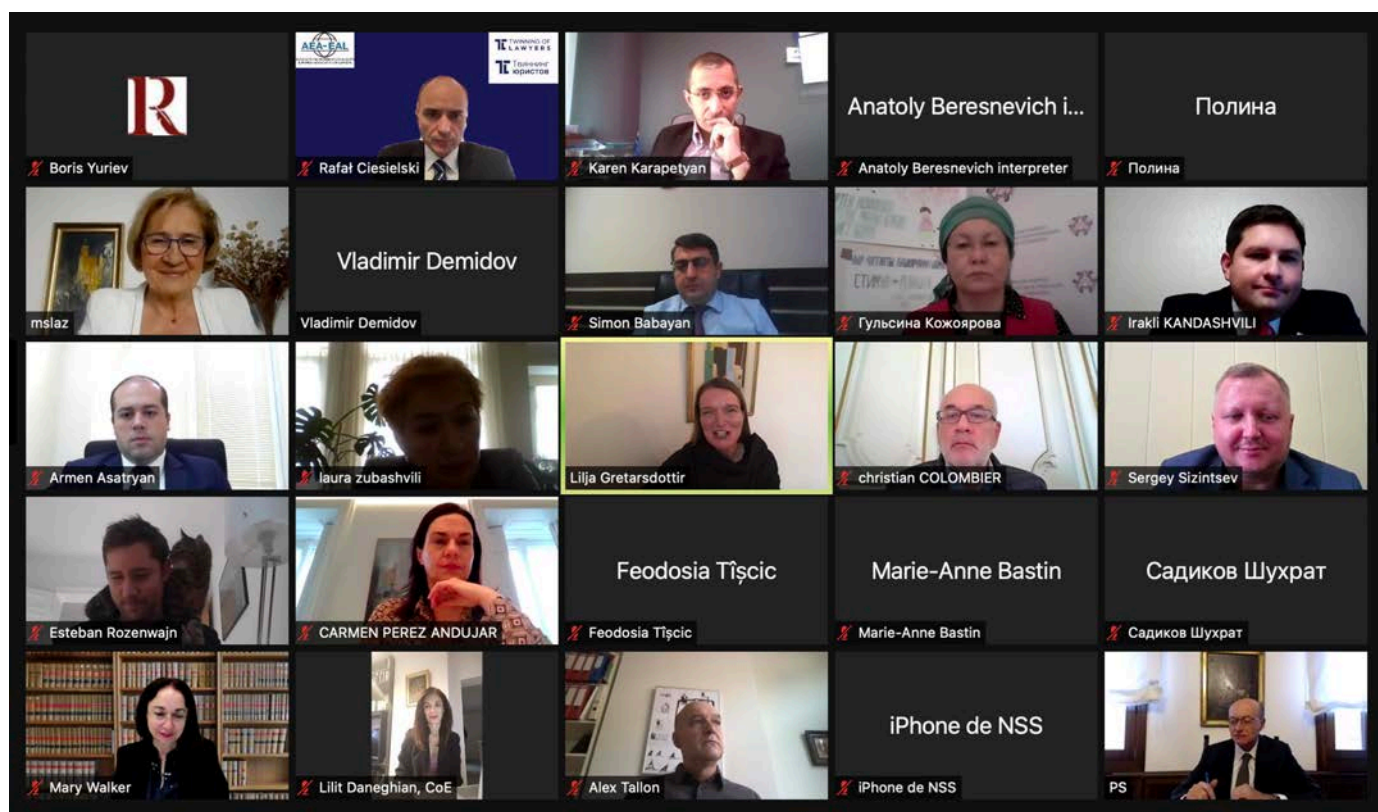 R
Boris Yuriev
AEA-EAL
TWINNING OF
LAWYERS
Твиннинг
юристов
Rafał Ciesielski
Karen Karapetyan
Anatoly Beresnevich i...
Anatoly Beresnevich interpreter
Полина
Полина
mslaz
Vladimir Demidov
Vladimir Demidov
Simon Babayan
Гульсина Кожоярова
Irakli KANDASHVILI
Armen Asatryan
laura zubashvili
Lilja Gretarsdottir
christian COLOMBIER
Sergey Sizintsev
Esteban Rozenwajn
CARMEN PEREZ ANDUJAR
Feodosia Tîșcic
Feodosia Tîșcic
Marie-Anne Bastin
Marie-Anne Bastin
Садиков Шухрат
Садиков Шухрат
Mary Walker
Lilit Daneghian, CoE
Alex Tallon
iPhone de NSS
iPhone de NSS
PS